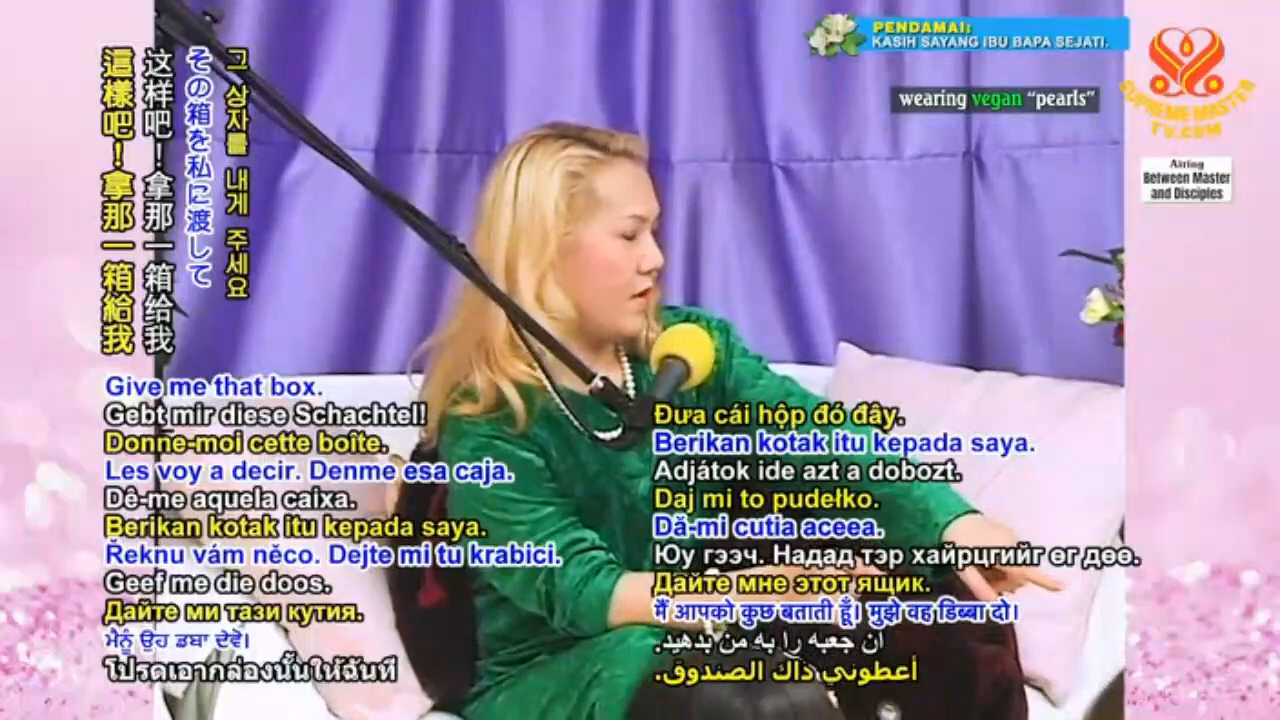 PENDAMAI:
KASIH SAYANG IBU BAPA SEJATI.
SUPREME MASTER
TV.COM
wearing vegan “pearls”
Airing
Between Master
and Disciples
그 상자를 내게 주세요
その箱を私に渡して
这样吧！拿那一箱给我
這樣吧！拿那一箱給我
Give me that box.
Gebt mir diese Schachtel!
Donne-moi cette boîte.
Les voy a decir. Denme esa caja.
Dê-me aquela caixa.
Berikan kotak itu kepada saya.
Řeknu vám něco. Dejte mi tu krabici.
Geef me die doos.
Дайте ми тази кутия.
ਮੈਨੂੰ ਉਹ ਡਬਾ ਦੇਵੋ।
โปรดเอากล่องนั้นให้ฉันที
Đưa cái hộp đó đây.
Berikan kotak itu kepada saya.
Adjátok ide azt a dobozt.
Daj mi to pudełko.
Dă-mi cutia aceea.
Юу гээч. Надад тэр хайрцгийг өг дөө.
Дайте мне этот ящик.
मैं आपको कुछ बताती हूँ। मुझे वह डिब्बा दो।
آن جعبه را به من بدهید.
أعطوني ذاك الصندوق.